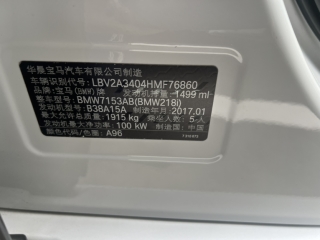 华晨宝马汽车有限公司制造
车辆识别代号: LBV2A3404HMF76860
品牌: 宝马(BMW)牌 发动机排量: 1499 ml
型号: BMW7153AB(BMW218i)
发动机型号: B38A15A 制造年月: 2017.01
最大允许总质量: 1915 kg 乘坐人数: 5人
发动机最大净功率: 100 kW 制造国: 中国
颜色代码: A96